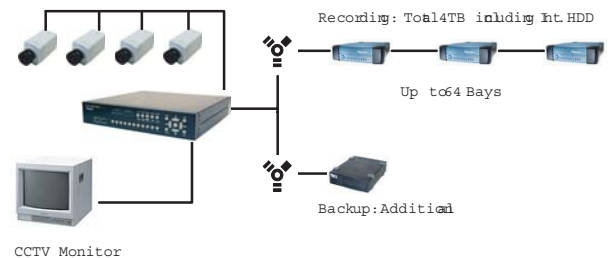 Recording: Total 4TB including Int. HDD
Up to 64 Bays
Backup: Additional
CCTV Monitor